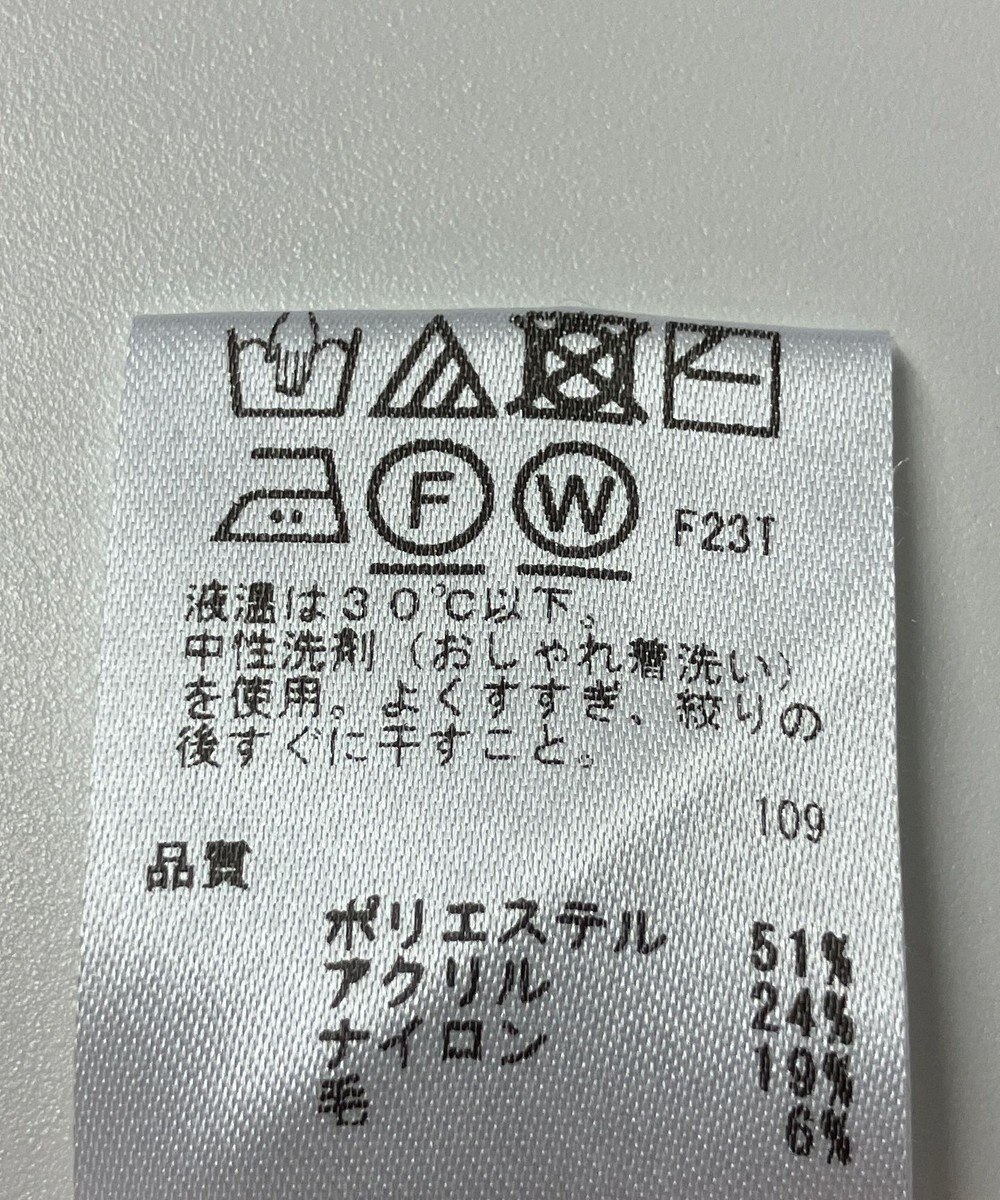 F W F23T
液温は30℃以下。
中性洗剤(おしゃれ着洗い)
を使用。よくすすぎ、絞りの
後すぐに干すこと。
109
品質
ポリエステル 51%
アクリル 24%
ナイロン 19%
毛 6%